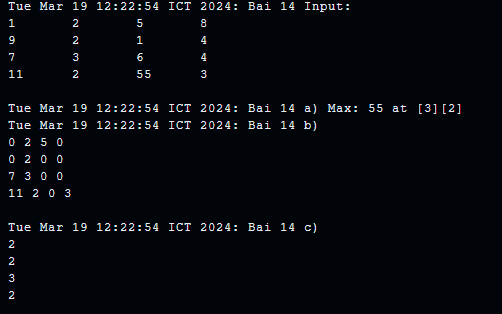 Tue Mar 19 12:22:54 ICT 2024: Bai 14 Input:
1 2 5 8
9 2 1 4
7 3 6 4
11 2 55 3
Tue Mar 19 12:22:54 ICT 2024: Bai 14 a) Max: 55 at [3][2]
Tue Mar 19 12:22:54 ICT 2024: Bai 14 b)
0 2 5 0
0 2 0 0
7 3 0 0
11 2 0 3
Tue Mar 19 12:22:54 ICT 2024: Bai 14 c)
2
2
3
2